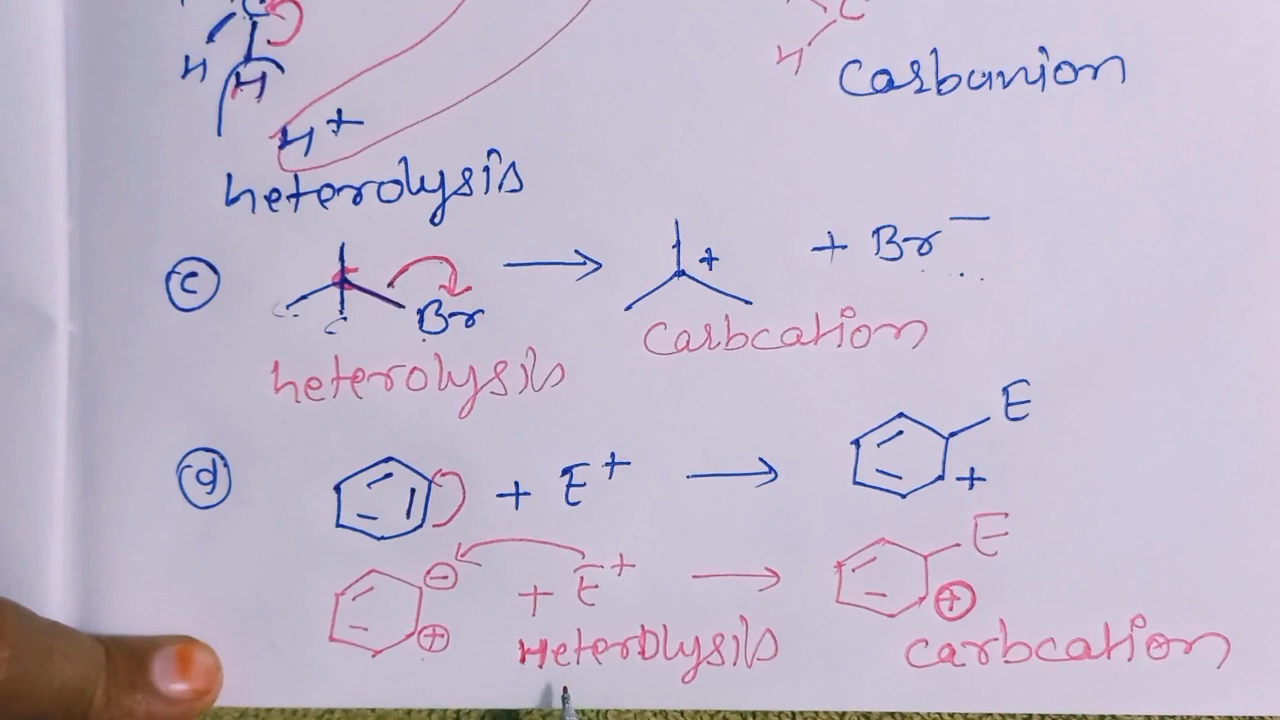 C
H H
H C
H+
Carbanion
heterolysis
c Br → + + Br⁻
C C
heterolysis Carbcation
d + E+ → E +
⊖ ⊕ + E+ → E ⊕
Heterolysis carbcation